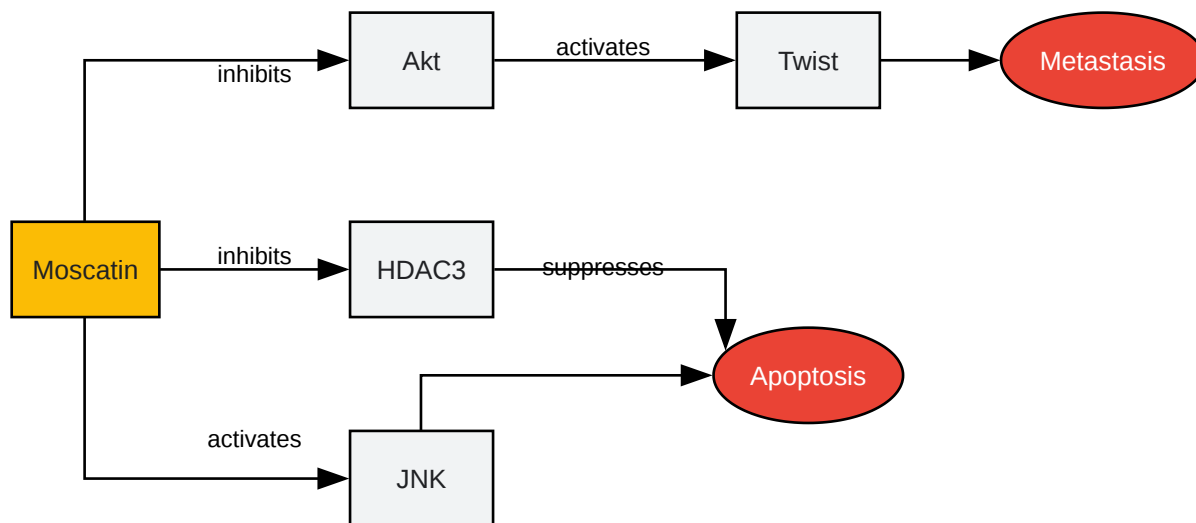 Akt
activates
Twist
Metastasis
inhibits
Moscatin
inhibits
HDAC3
suppresses
Apoptosis
activates
JNK